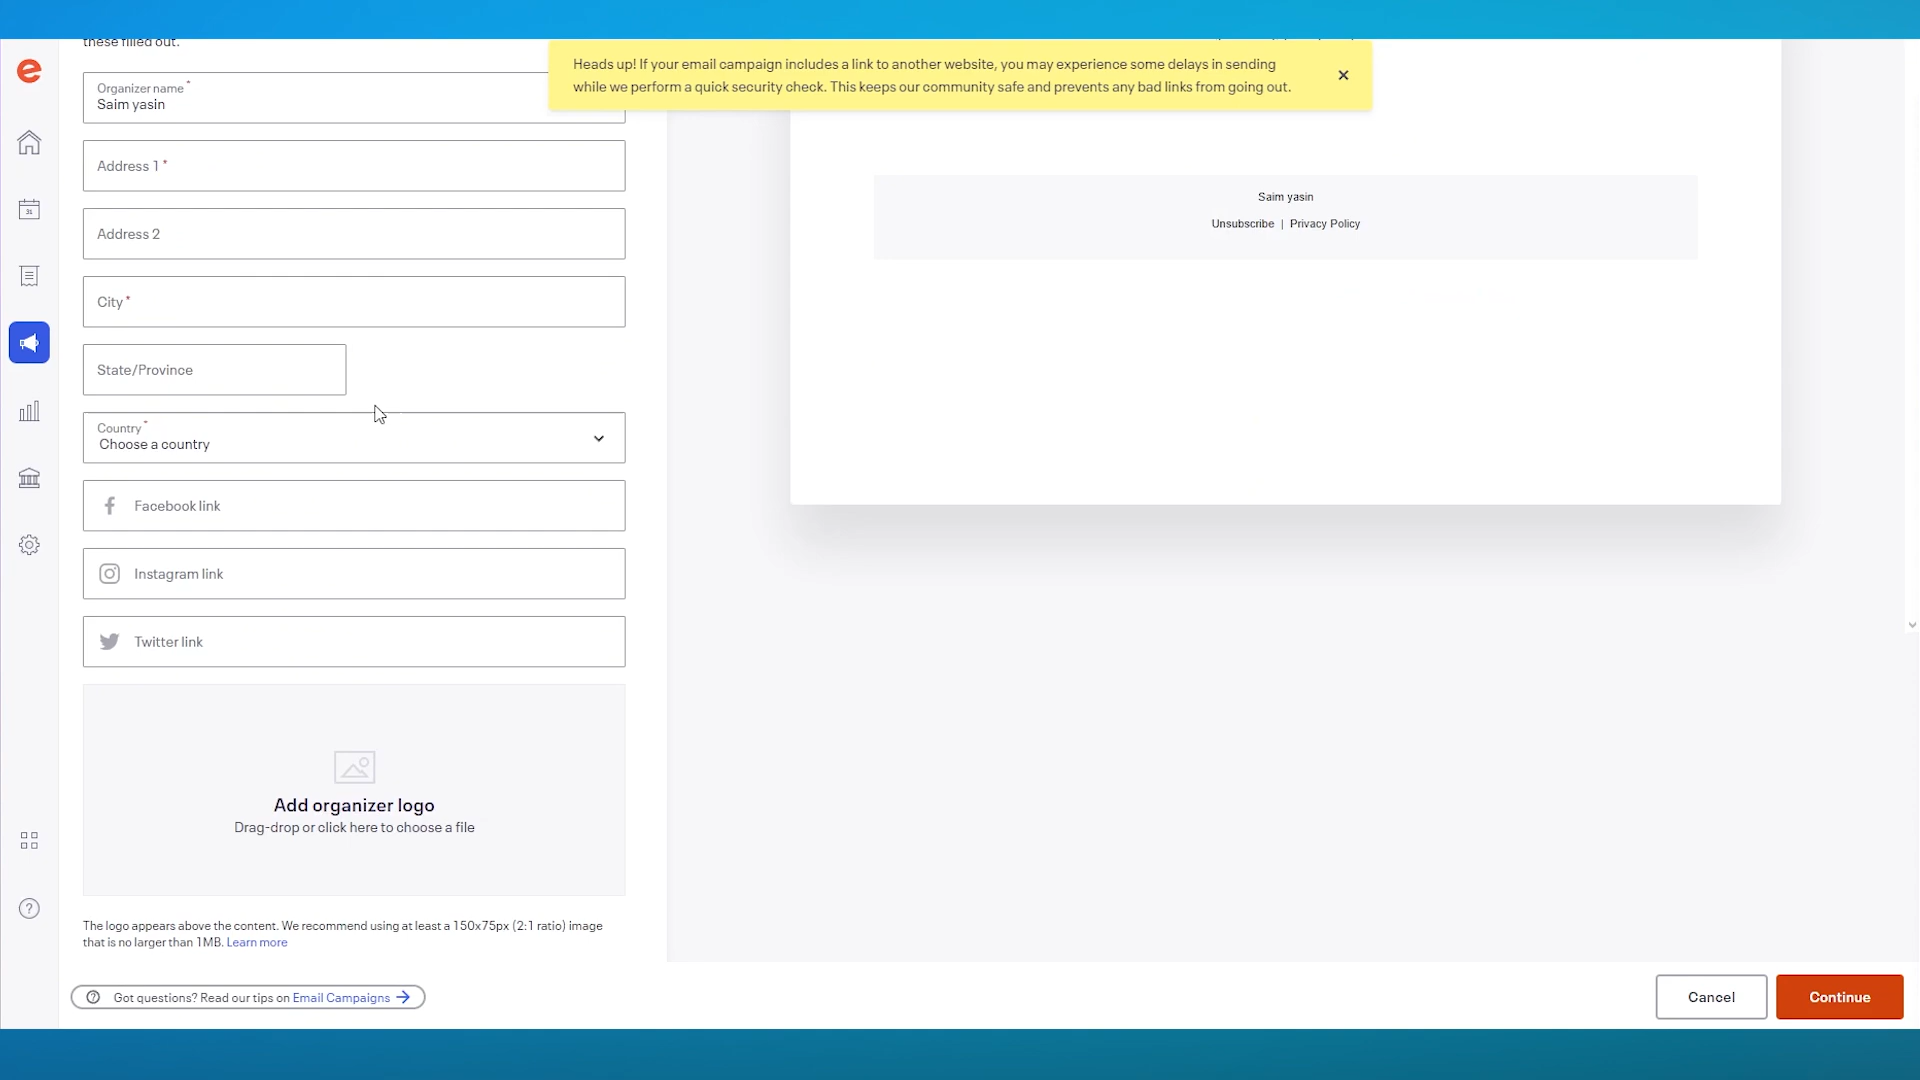 these filled out.
Heads up! If your email campaign includes a link to another website, you may experience some delays in sending
while we perform a quick security check. This keeps our community safe and prevents any bad links from going out.
Organizer name *
Saim yasin
Address 1 *
Address 2
City *
State/Province
Country *
Choose a country
Facebook link
Instagram link
Twitter link
Add organizer logo
Drag-drop or click here to choose a file
The logo appears above the content. We recommend using at least a 150x75px (2:1 ratio) image
that is no larger than 1MB. Learn more
Saim yasin
Unsubscribe | Privacy Policy
Got questions? Read our tips on Email Campaigns
Cancel
Continue
31